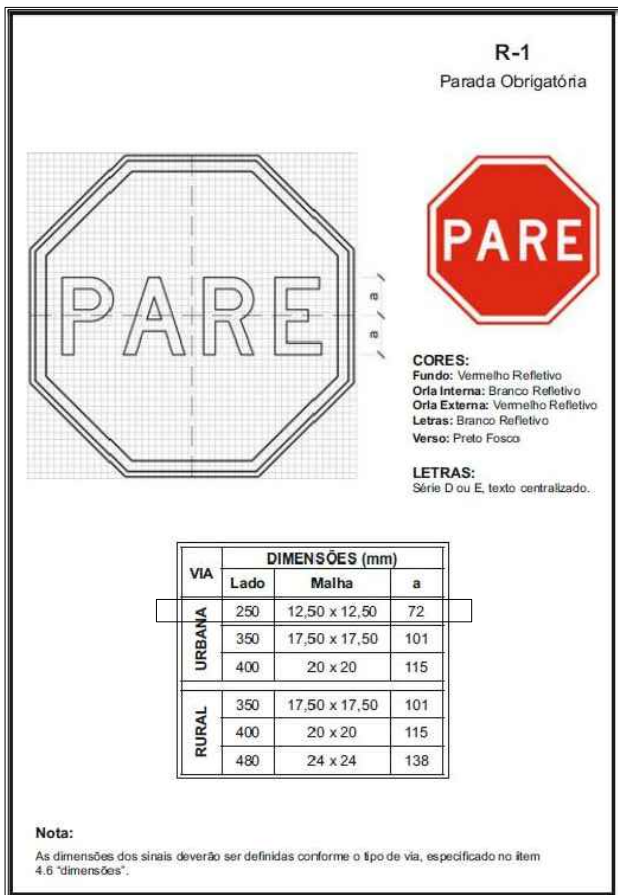 R-1
Parada Obrigatória
PARE
a
a
PARE
CORES:
Fundo: Vermelho Refletivo
Orla Interna: Branco Refletivo
Orla Externa: Vermelho Refletivo
Letras: Branco Refletivo
Verso: Preto Fosco
LETRAS:
Série D ou E, texto centralizado.
VIA DIMENSÕES (mm)
Lado Malha a
URBANA
250 12,50 x 12,50 72
350 17,50 x 17,50 101
400 20 x 20 115
RURAL
350 17,50 x 17,50 101
400 20 x 20 115
480 24 x 24 138
Nota:
As dimensões dos sinais deverão ser definidas conforme o tipo de via, especificado no item
4.6 "dimensões".